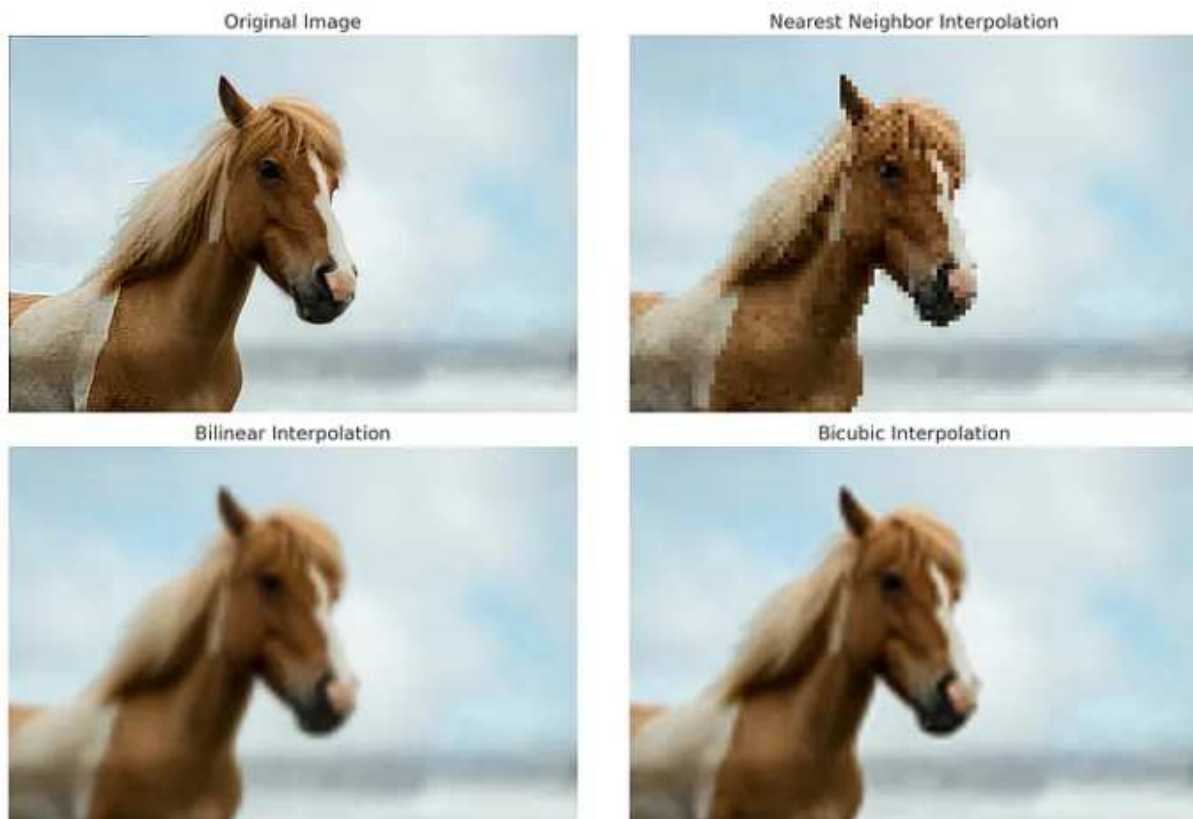 Original Image
Nearest Neighbor Interpolation
Bilinear Interpolation
Bicubic Interpolation